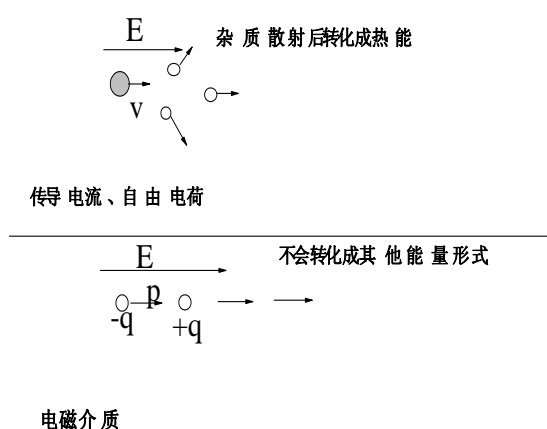 E
杂质散射后转化成热能
v
传导电流、自由电荷
E
不会转化成其他能量形式
p
-q
+q
电磁介质